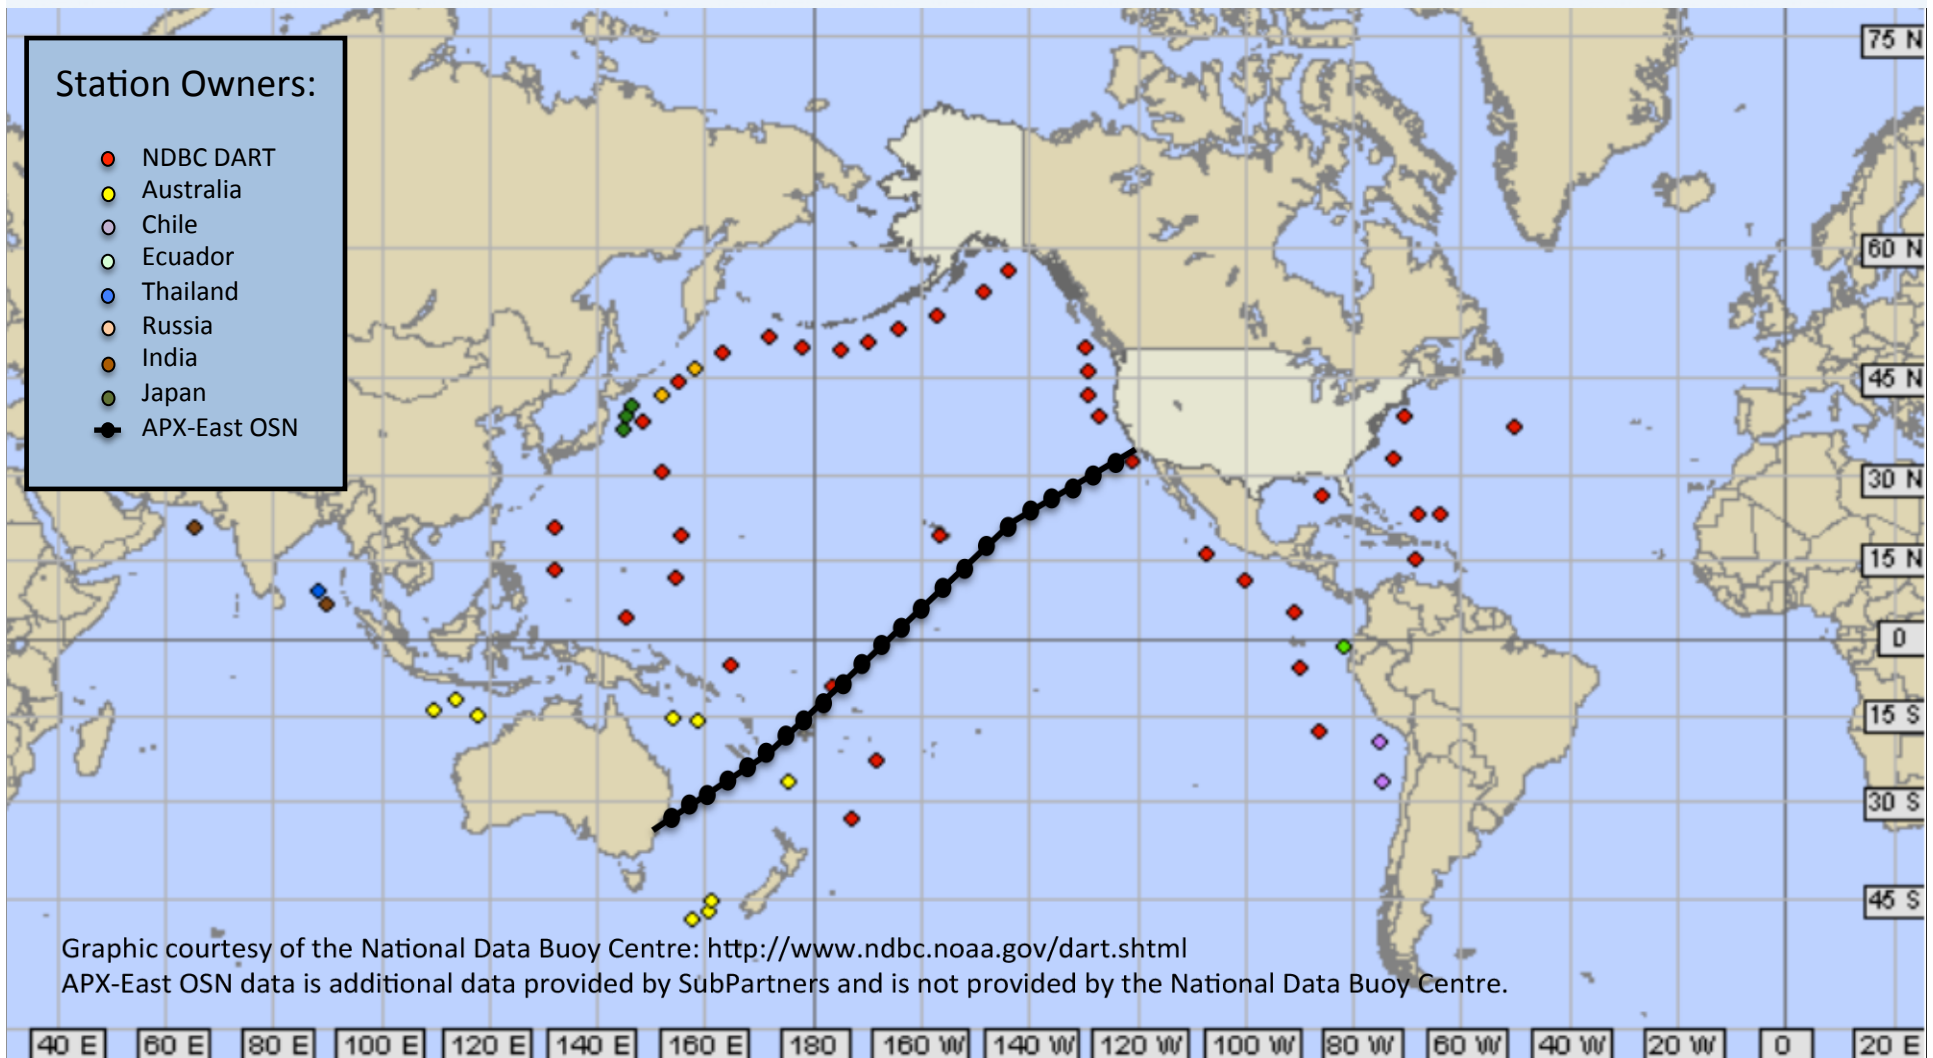 Station Owners:
NDBC DART
Australia
Chile
Ecuador
Thailand
Russia
India
Japan
APX-East OSN
75 N
60 N
45 N
30 N
15 N
0
15 S
30 S
45 S
Graphic courtesy of the National Data Buoy Centre: http://www.ndbc.noaa.gov/dart.shtml
APX-East OSN data is additional data provided by SubPartners and is not provided by the National Data Buoy Centre.
40 E 60 E 80 E 100 E 120 E 140 E 160 E 180 160 W 140 W 120 W 100 W 80 W 60 W 40 W 20 W 0 20 E